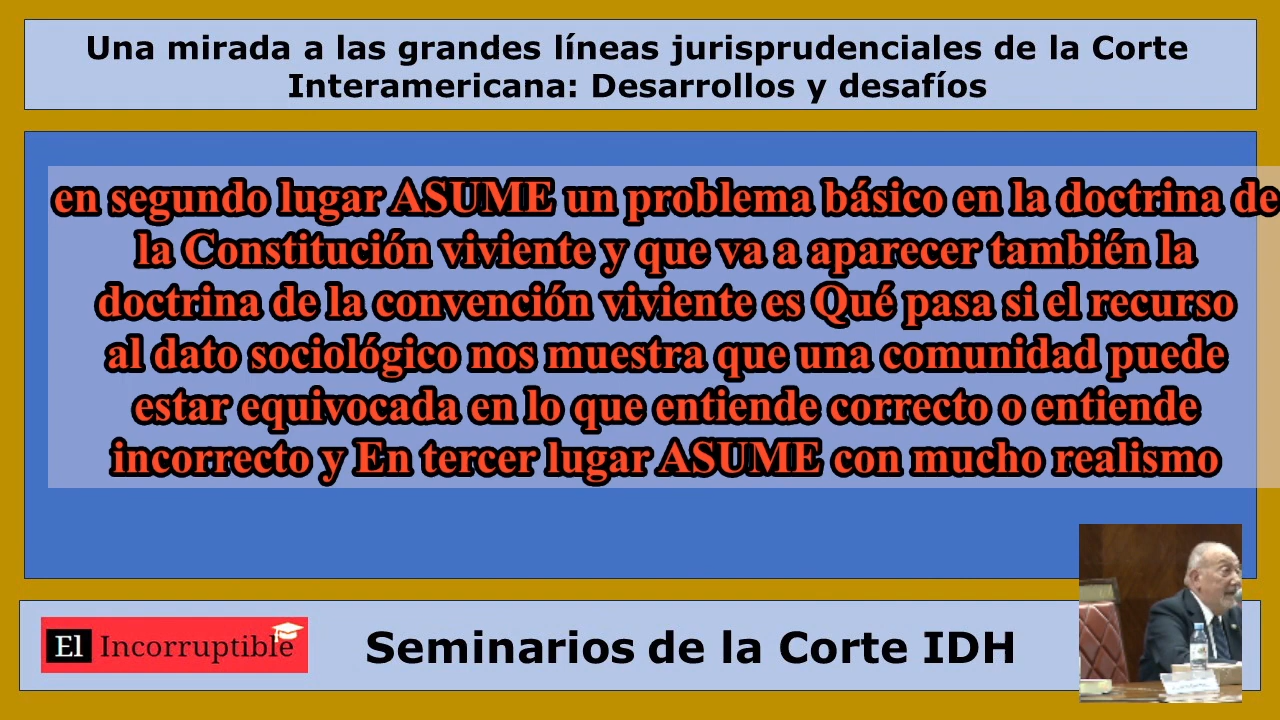 Una mirada a las grandes líneas jurisprudenciales de la Corte
Interamericana: Desarrollos y desafíos
en segundo lugar ASUME un problema básico en la doctrina de
la Constitución viviente y que va a aparecer también la
doctrina de la convención viviente es Qué pasa si el recurso
al dato sociológico nos muestra que una comunidad puede
estar equivocada en lo que entiende correcto o entiende
incorrecto y En tercer lugar ASUME con mucho realismo
El Incorruptible
Seminarios de la Corte IDH